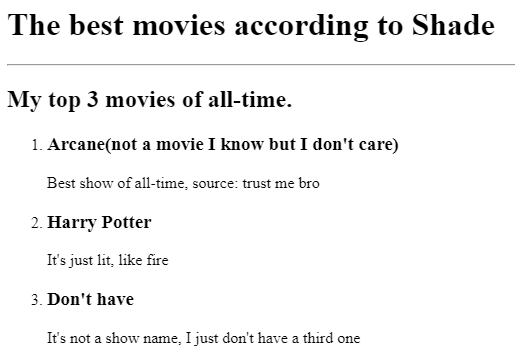 The best movies according to Shade
My top 3 movies of all-time.
1. Arcane(not a movie I know but I don't care)
Best show of all-time, source: trust me bro
2. Harry Potter
It's just lit, like fire
3. Don't have
It's not a show name, I just don't have a third one